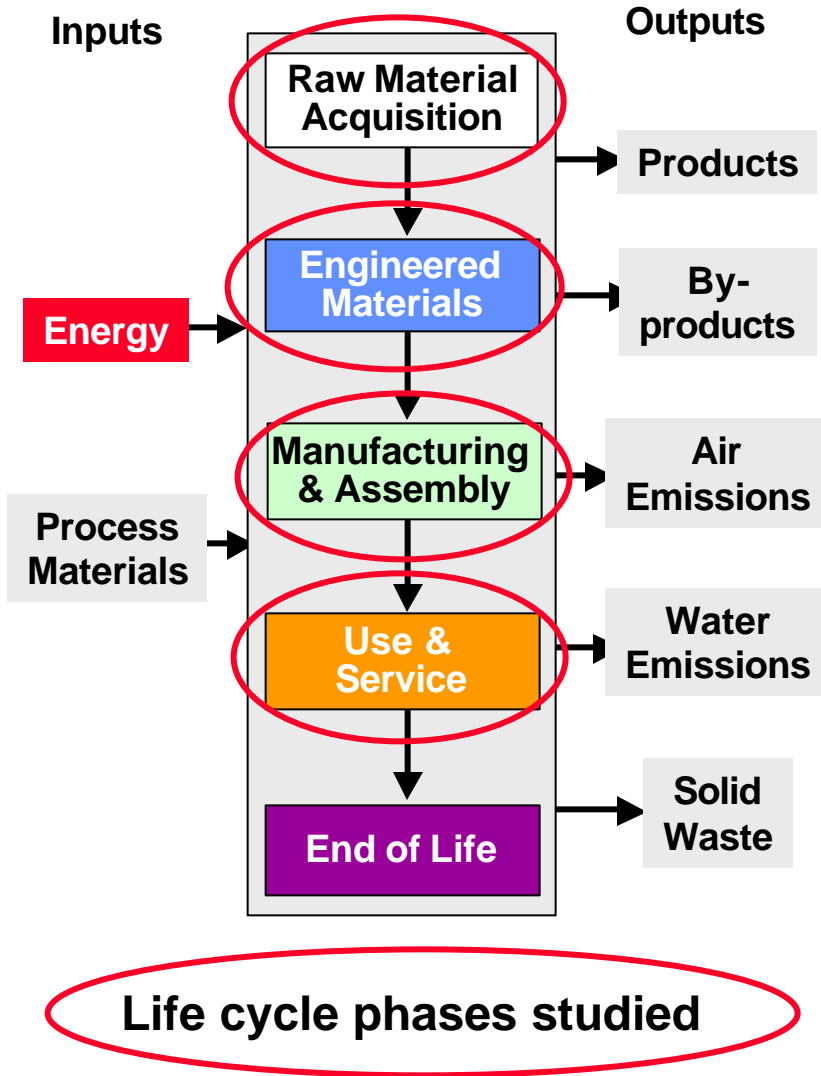 Inputs
Outputs
Raw Material
Acquisition
Products
Engineered
Materials
By-
products
Energy
Manufacturing
& Assembly
Air
Emissions
Process
Materials
Use &
Service
Water
Emissions
Solid
Waste
End of Life
Life cycle phases studied